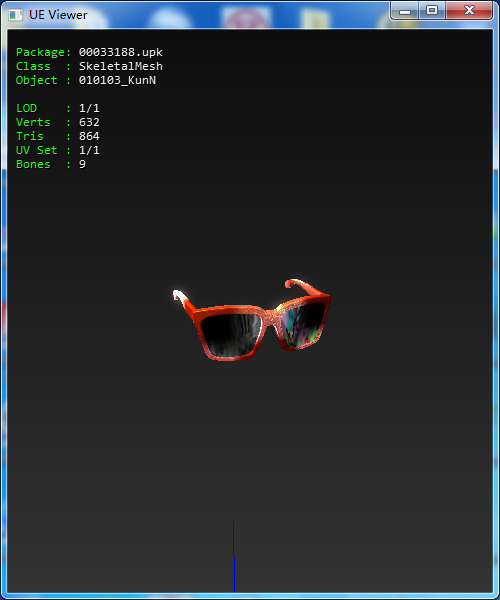 UE Viewer
Package: 00033188.upk
Class : SkeletalMesh
Object : 010103_KunN
LOD : 1/1
Verts : 632
Tris : 864
UV Set : 1/1
Bones : 9